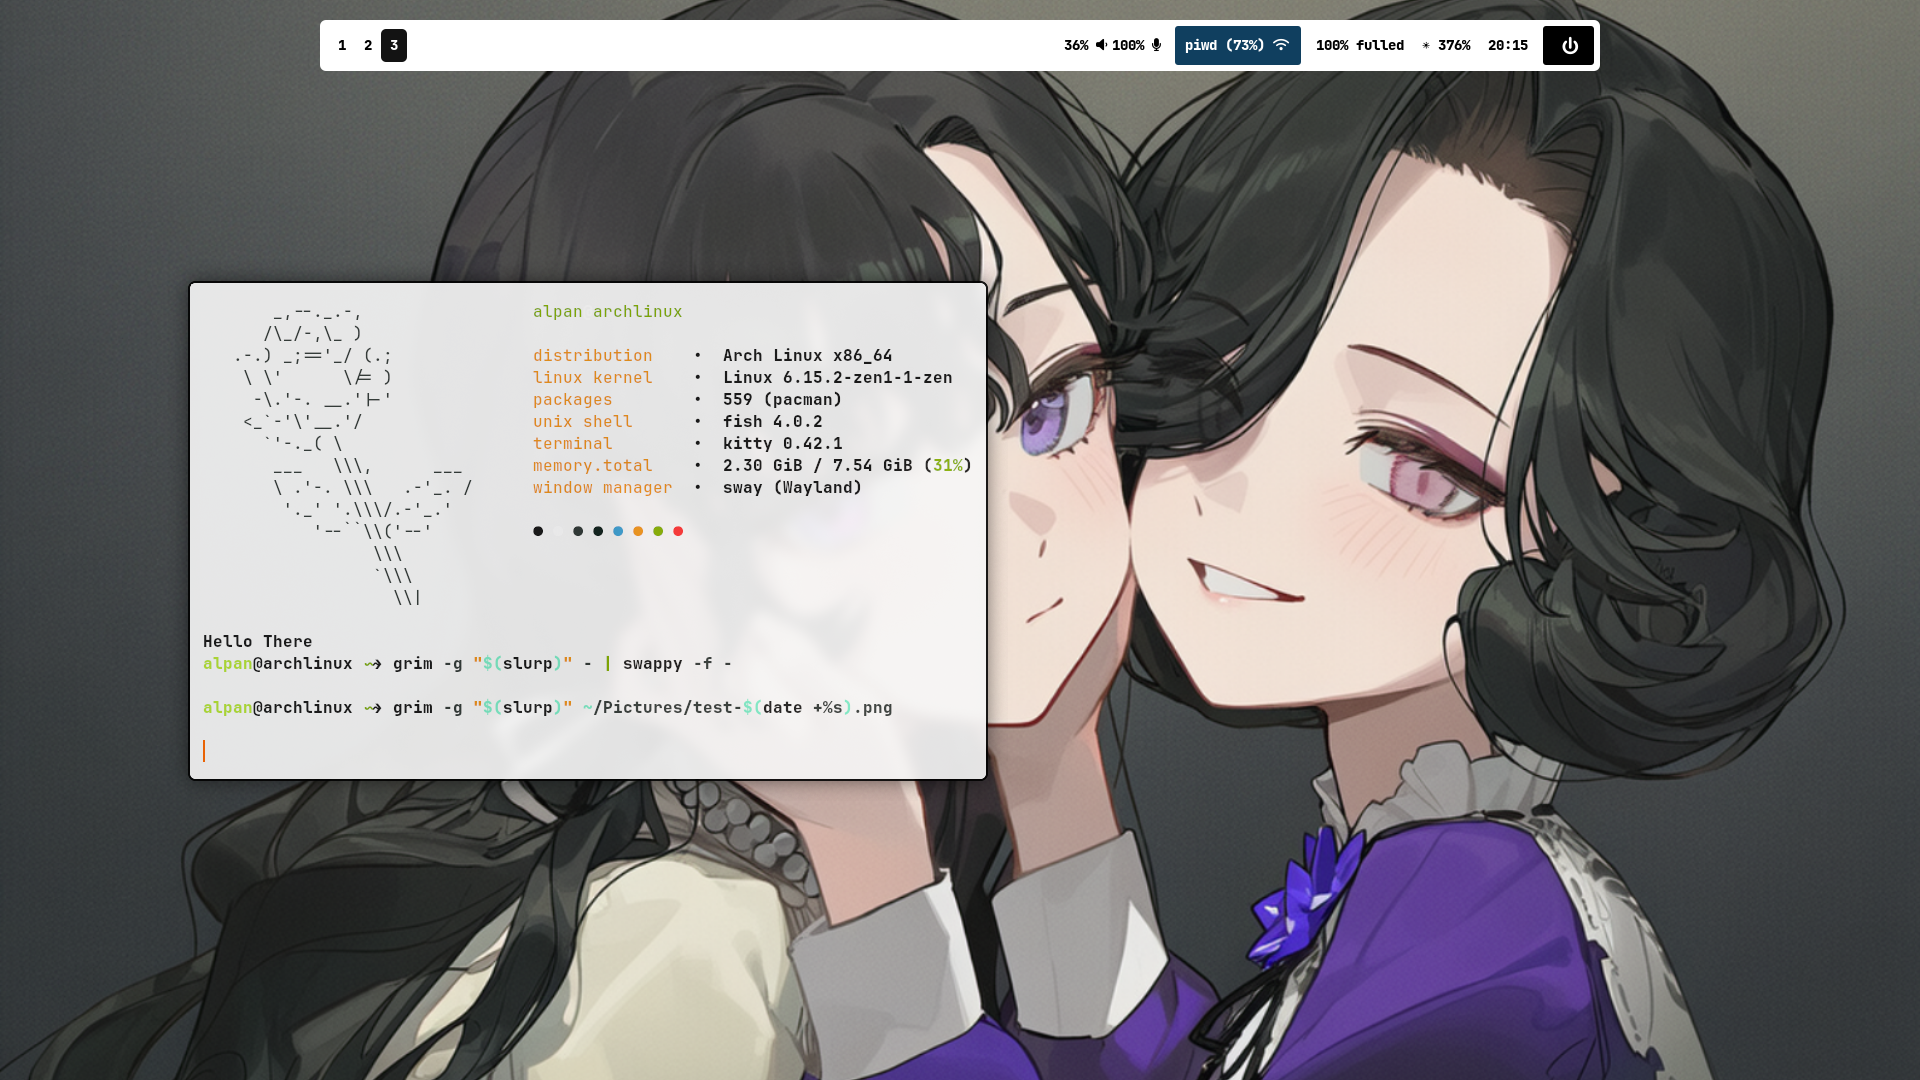 1 2 3 36% 100% piwd (73%) 100% fulled ☀ 376% 20:15
alpan archlinux
distribution • Arch Linux x86_64
linux kernel • Linux 6.15.2-zen1-1-zen
packages • 559 (pacman)
unix shell • fish 4.0.2
terminal • kitty 0.42.1
memory.total • 2.30 GiB / 7.54 GiB (31%)
window manager • sway (Wayland)
Hello There
alpan@archlinux ⤳ grim -g "$(slurp)" - | swappy -f -
alpan@archlinux ⤳ grim -g "$(slurp)" ~/Pictures/test-$(date +%s).png